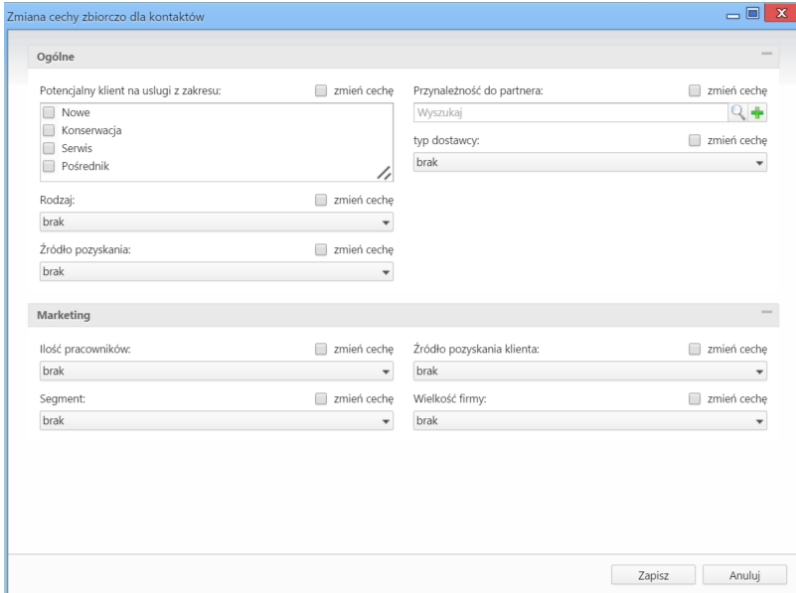 Zmiana cechy zbiorczo dla kontaktów
Ogólne
Potencjalny klient na usługi z zakresu: zmień cechę
Nowe
Konserwacja
Serwis
Pośrednik
Rodzaj: zmień cechę
brak
Źródło pozyskania: zmień cechę
brak
Przynależność do partnera: zmień cechę
Wyszukaj
typ dostawcy: zmień cechę
brak
Marketing
Ilość pracowników: zmień cechę
brak
Segment: zmień cechę
brak
Źródło pozyskania klienta: zmień cechę
brak
Wielkość firmy: zmień cechę
brak
Zapisz Anuluj